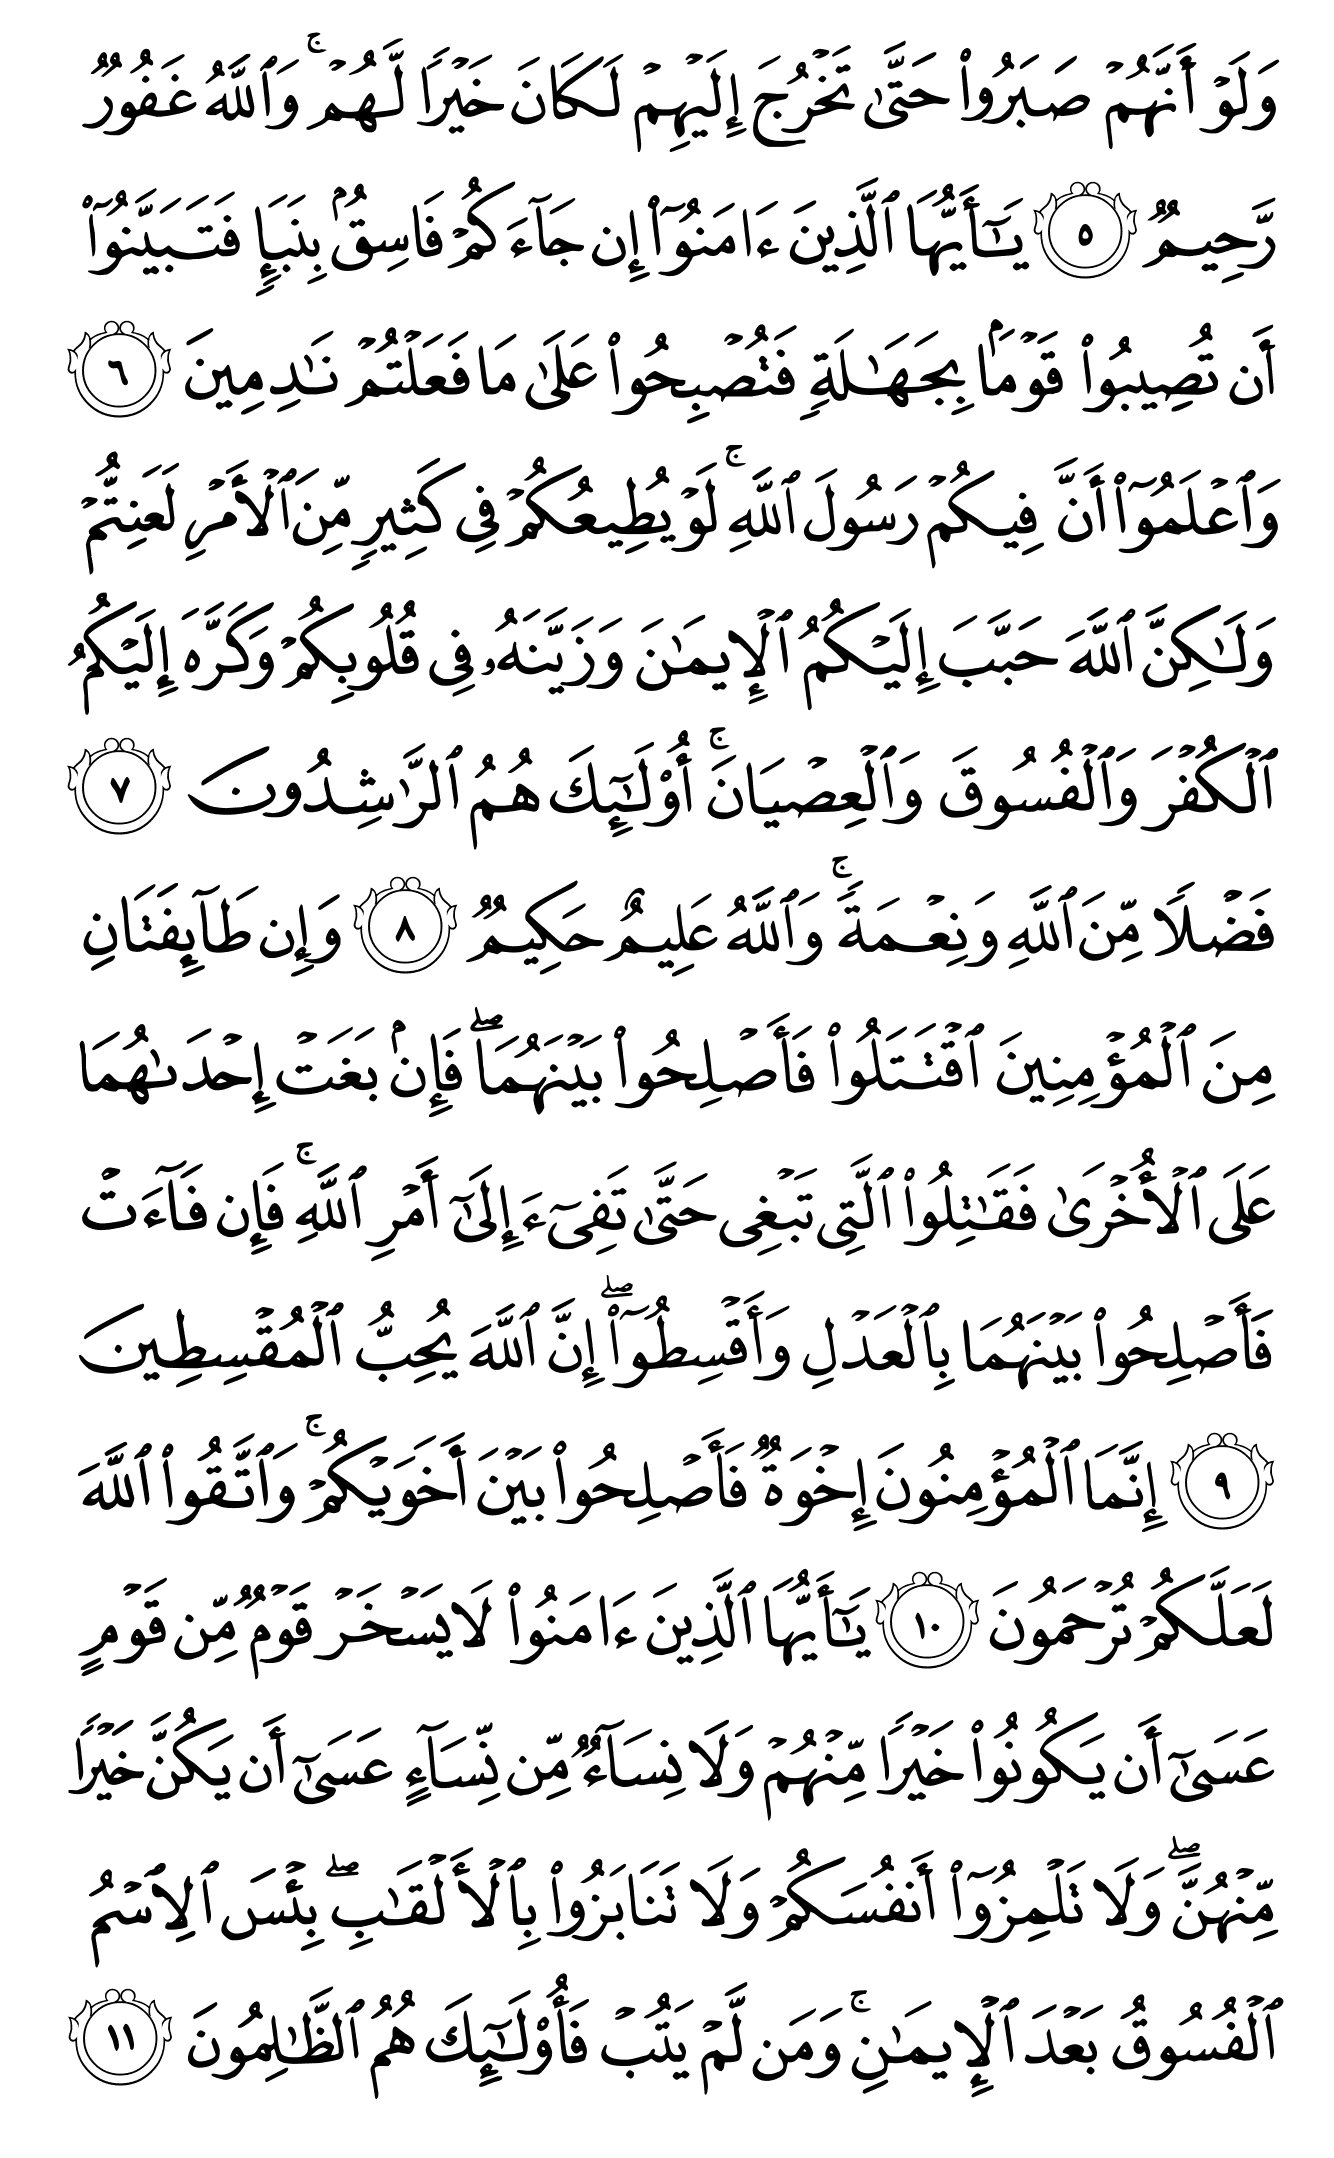 وَلَوۡ أَنَّهُمۡ صَبَرُواْ حَتَّىٰ تَخۡرُجَ إِلَيۡهِمۡ لَكَانَ خَيۡرٗا لَّهُمۡۚ وَٱللَّهُ غَفُورٞ
رَّحِيمٞ ٥ يَٰٓأَيُّهَا ٱلَّذِينَ ءَامَنُوٓاْ إِن جَآءَكُمۡ فَاسِقُۢ بِنَبَإٖ فَتَبَيَّنُوٓاْ
أَن تُصِيبُواْ قَوۡمَۢا بِجَهَٰلَةٖ فَتُصۡبِحُواْ عَلَىٰ مَا فَعَلۡتُمۡ نَٰدِمِينَ ٦
وَٱعۡلَمُوٓاْ أَنَّ فِيكُمۡ رَسُولَ ٱللَّهِۚ لَوۡ يُطِيعُكُمۡ فِي كَثِيرٖ مِّنَ ٱلۡأَمۡرِ لَعَنِتُّمۡ
وَلَٰكِنَّ ٱللَّهَ حَبَّبَ إِلَيۡكُمُ ٱلۡإِيمَٰنَ وَزَيَّنَهُۥ فِي قُلُوبِكُمۡ وَكَرَّهَ إِلَيۡكُمُ
ٱلۡكُفۡرَ وَٱلۡفُسُوقَ وَٱلۡعِصۡيَانَۚ أُوْلَٰٓئِكَ هُمُ ٱلرَّٰشِدُونَ ٧
فَضۡلٗا مِّنَ ٱللَّهِ وَنِعۡمَةٗۚ وَٱللَّهُ عَلِيمٌ حَكِيمٞ ٨ وَإِن طَآئِفَتَانِ
مِنَ ٱلۡمُؤۡمِنِينَ ٱقۡتَتَلُواْ فَأَصۡلِحُواْ بَيۡنَهُمَاۖ فَإِنۢ بَغَتۡ إِحۡدَىٰهُمَا
عَلَى ٱلۡأُخۡرَىٰ فَقَٰتِلُواْ ٱلَّتِي تَبۡغِي حَتَّىٰ تَفِيٓءَ إِلَىٰٓ أَمۡرِ ٱللَّهِۚ فَإِن فَآءَتۡ
فَأَصۡلِحُواْ بَيۡنَهُمَا بِٱلۡعَدۡلِ وَأَقۡسِطُوٓاْۖ إِنَّ ٱللَّهَ يُحِبُّ ٱلۡمُقۡسِطِينَ
٩ إِنَّمَا ٱلۡمُؤۡمِنُونَ إِخۡوَةٞ فَأَصۡلِحُواْ بَيۡنَ أَخَوَيۡكُمۡۚ وَٱتَّقُواْ ٱللَّهَ
لَعَلَّكُمۡ تُرۡحَمُونَ ١٠ يَٰٓأَيُّهَا ٱلَّذِينَ ءَامَنُواْ لَا يَسۡخَرۡ قَوۡمٞ مِّن قَوۡمٍ
عَسَىٰٓ أَن يَكُونُواْ خَيۡرٗا مِّنۡهُمۡ وَلَا نِسَآءٞ مِّن نِّسَآءٍ عَسَىٰٓ أَن يَكُنَّ خَيۡرٗا
مِّنۡهُنَّۖ وَلَا تَلۡمِزُوٓاْ أَنفُسَكُمۡ وَلَا تَنَابَزُواْ بِٱلۡأَلۡقَٰبِۖ بِئۡسَ ٱلِٱسۡمُ
ٱلۡفُسُوقُ بَعۡدَ ٱلۡإِيمَٰنِۚ وَمَن لَّمۡ يَتُبۡ فَأُوْلَٰٓئِكَ هُمُ ٱلظَّٰلِمُونَ ١١